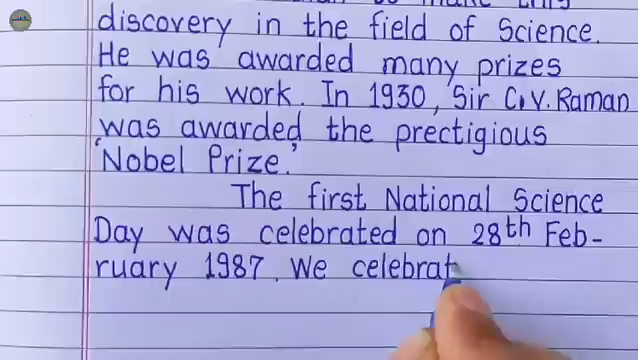 discovery in the field of Science.
He was awarded many prizes
for his work. In 1930, Sir C.V. Raman
was awarded the prectigious
'Nobel Prize.'
The first National Science
Day was celebrated on 28th Feb-
ruary 1987. We celebrat